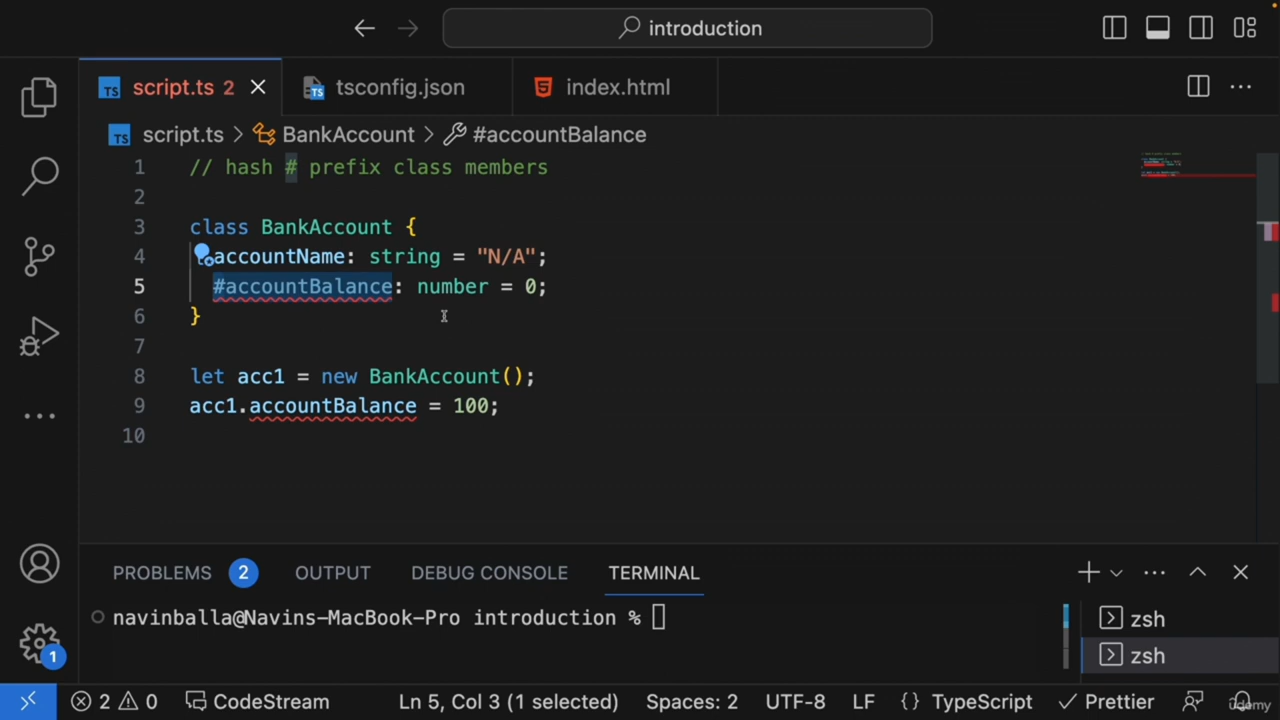 introduction
script.ts 2
tsconfig.json
index.html
script.ts > BankAccount > #accountBalance
1 // hash # prefix class members
2
3 class BankAccount {
4 accountName: string = "N/A";
5 #accountBalance: number = 0;
6 }
7
8 let acc1 = new BankAccount();
9 acc1.accountBalance = 100;
10
PROBLEMS 2 OUTPUT DEBUG CONSOLE TERMINAL
navinballa@Navins-MacBook-Pro introduction %
zsh
zsh
1
2 0 CodeStream Ln 5, Col 3 (1 selected) Spaces: 2 UTF-8 LF {} TypeScript Prettier
udemy